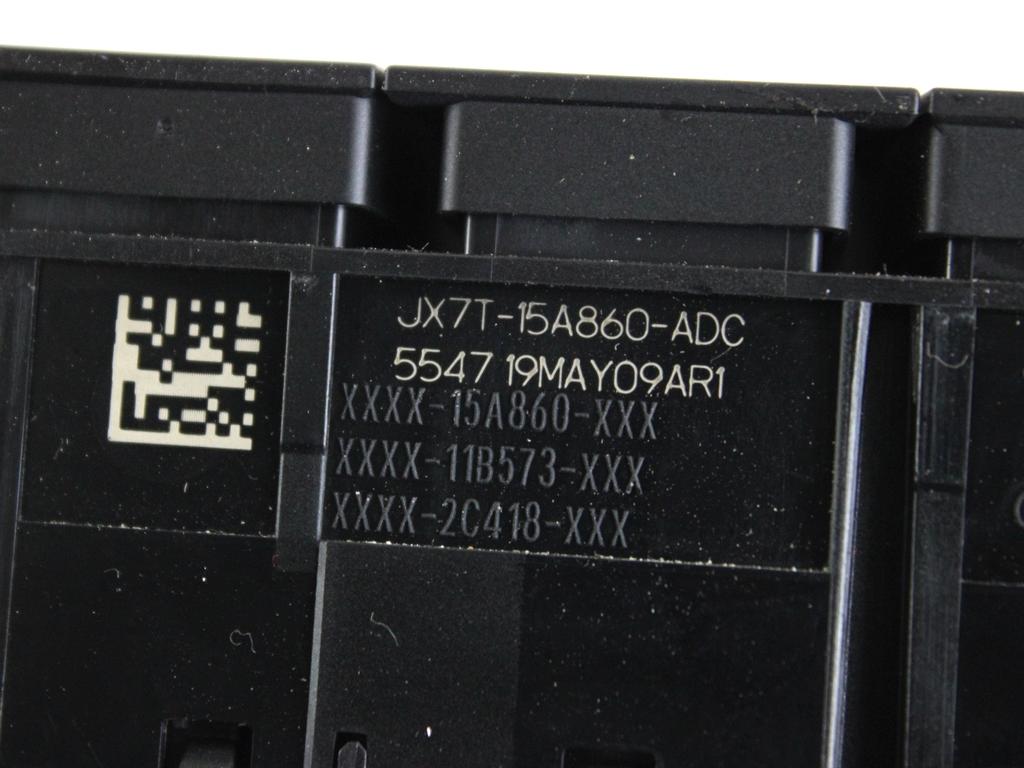 JX7T-15A860-ADC
5547 19MAY09AR1
XXXX-15A860-XXX
XXXX-11B573-XXX
XXXX-2C418-XXX